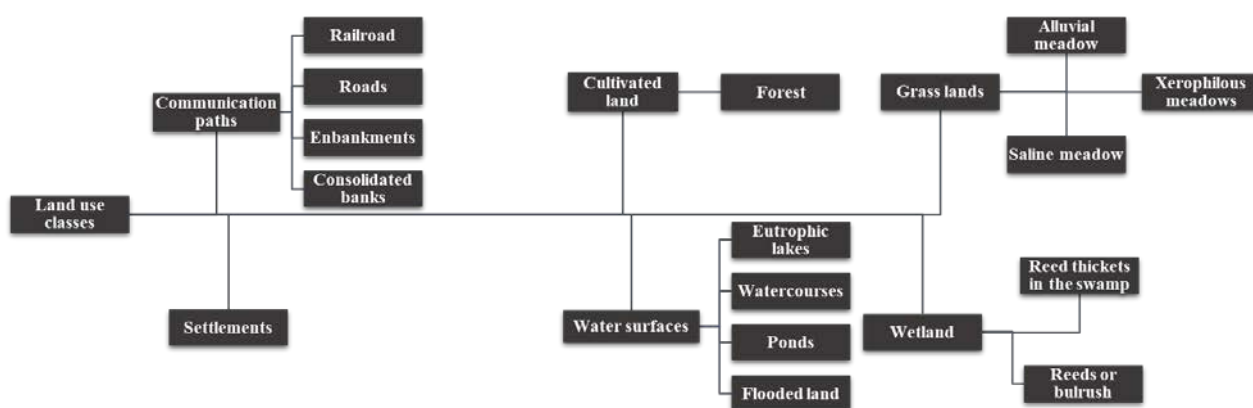 Land use
classes
Communication
paths
Railroad
Roads
Enbankments
Consolidated
banks
Settlements
Cultivated
land
Forest
Water surfaces
Eutrophic
lakes
Watercourses
Ponds
Flooded land
Grass lands
Alluvial
meadow
Xerophilous
meadows
Saline meadow
Wetland
Reed thickets
in the swamp
Reeds or
bulrush